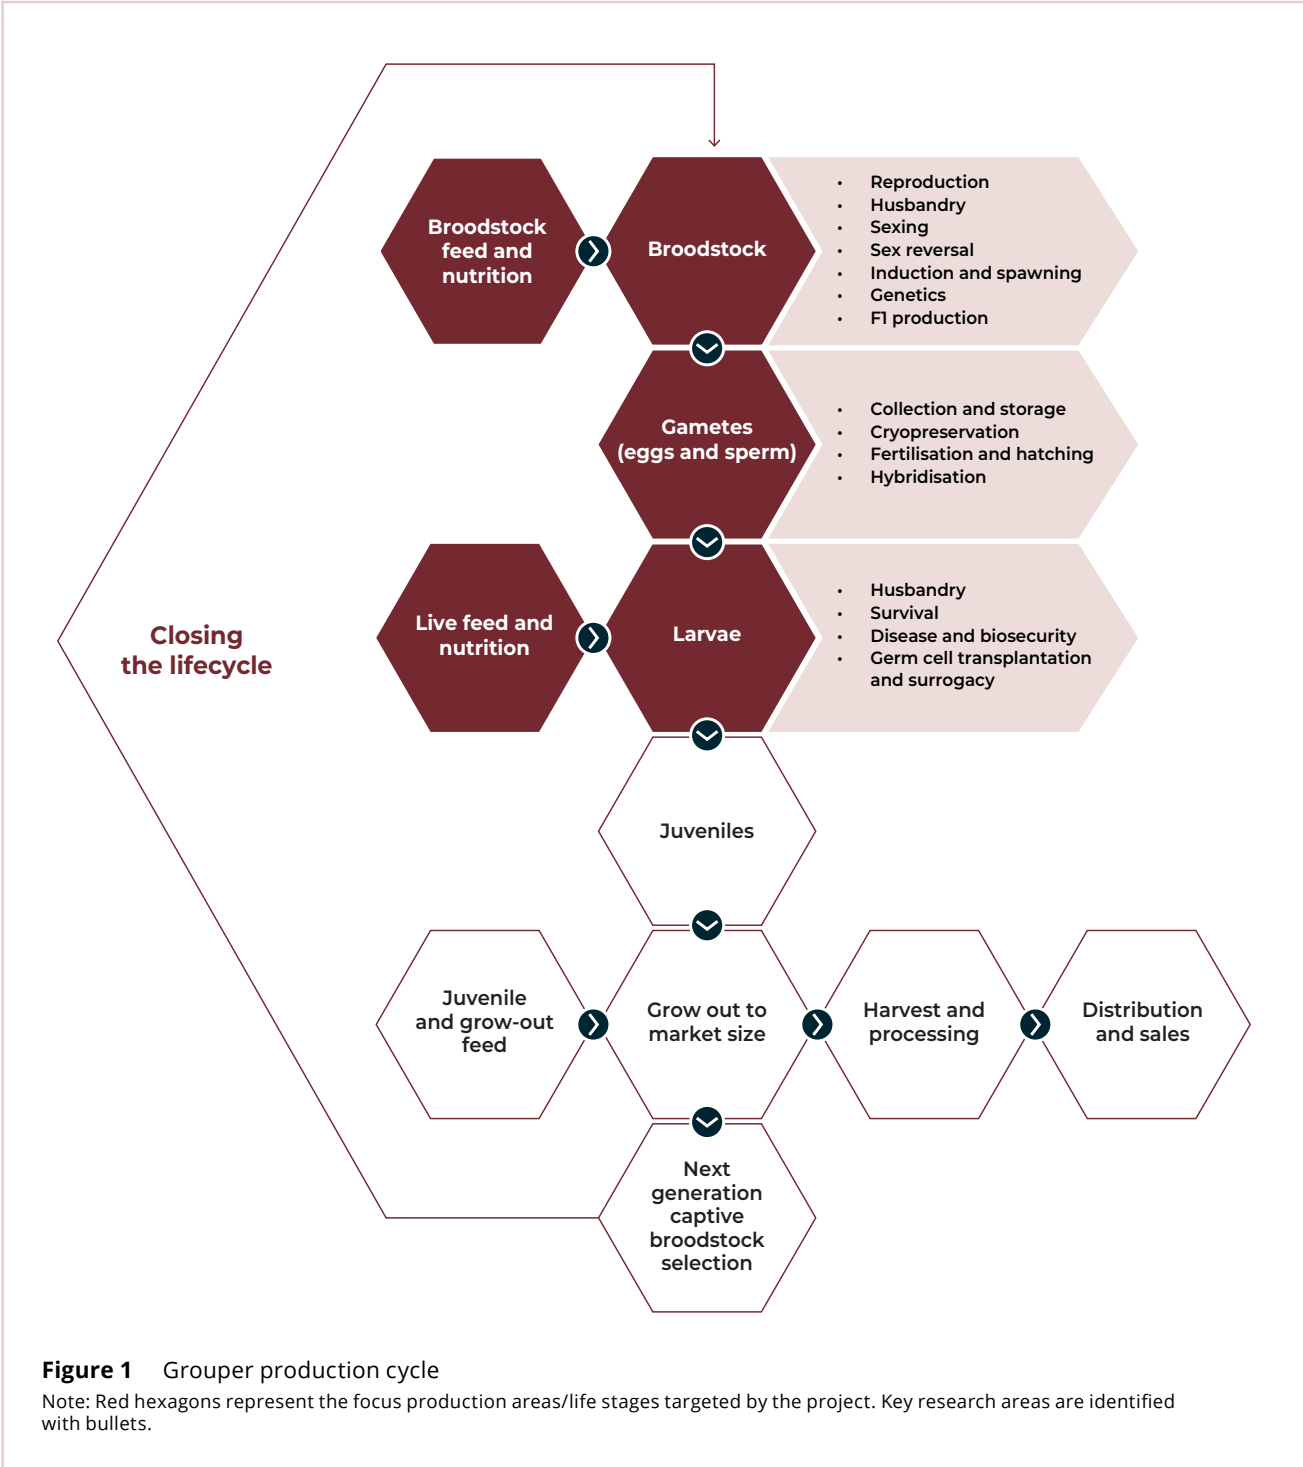 Broodstock
feed and
nutrition
Broodstock
• Reproduction
• Husbandry
• Sexing
• Sex reversal
• Induction and spawning
• Genetics
• F1 production
Gametes
(eggs and sperm)
• Collection and storage
• Cryopreservation
• Fertilisation and hatching
• Hybridisation
Closing
the lifecycle
Live feed and
nutrition
Larvae
• Husbandry
• Survival
• Disease and biosecurity
• Germ cell transplantation
and surrogacy
Juveniles
Juvenile
and grow-out
feed
Grow out to
market size
Harvest and
processing
Distribution
and sales
Next
generation
captive
broodstock
selection
Figure 1 Grouper production cycle
Note: Red hexagons represent the focus production areas/life stages targeted by the project. Key research areas are identified
with bullets.